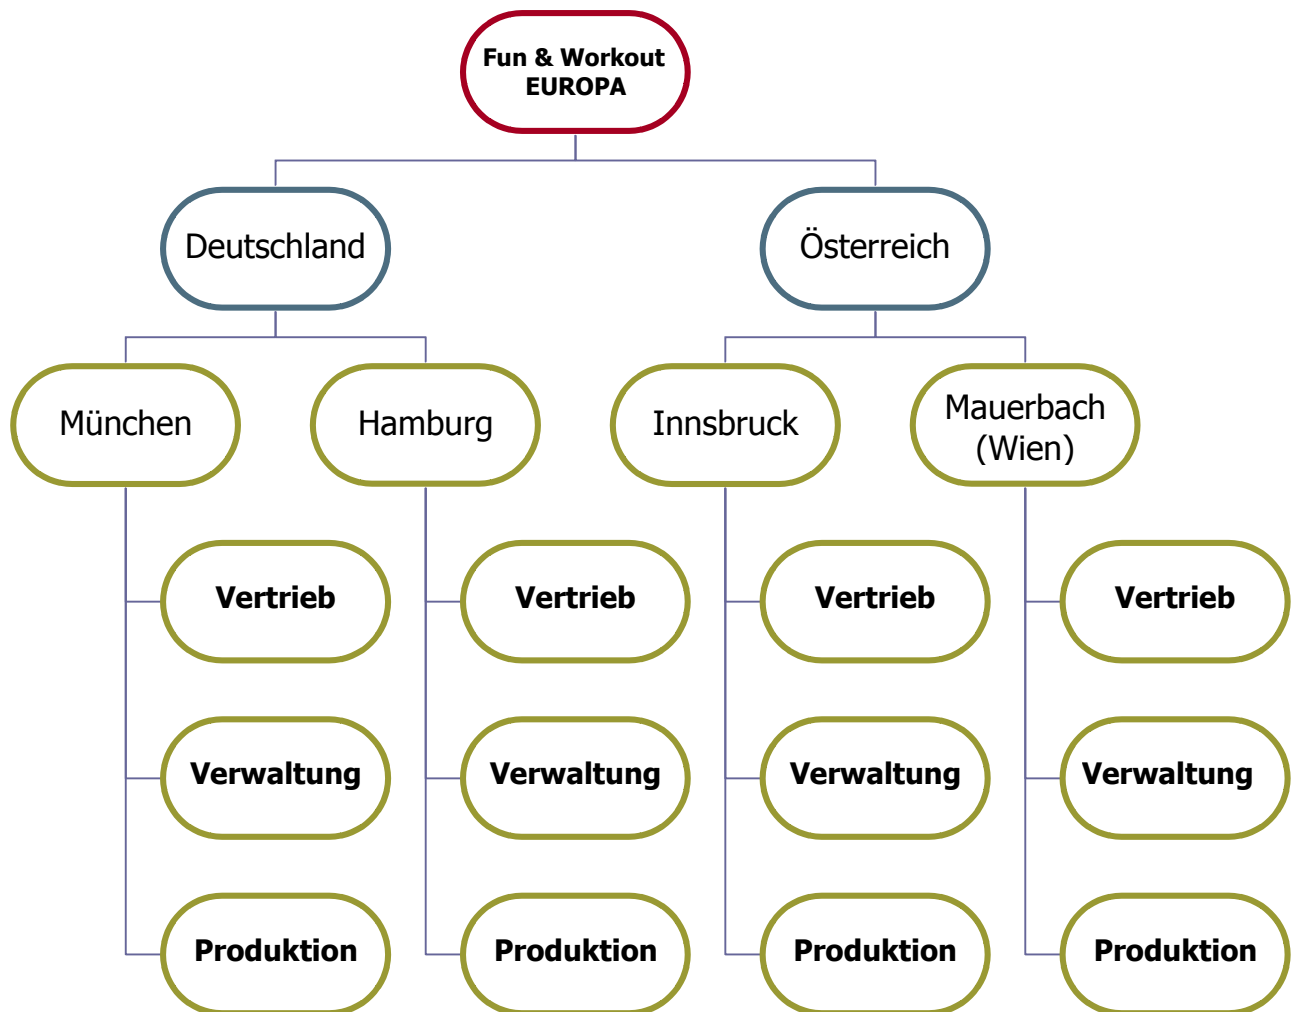 Fun & Workout
EUROPA
Deutschland
Österreich
München
Hamburg
Innsbruck
Mauerbach
(Wien)
Vertrieb
Vertrieb
Vertrieb
Vertrieb
Verwaltung
Verwaltung
Verwaltung
Verwaltung
Produktion
Produktion
Produktion
Produktion